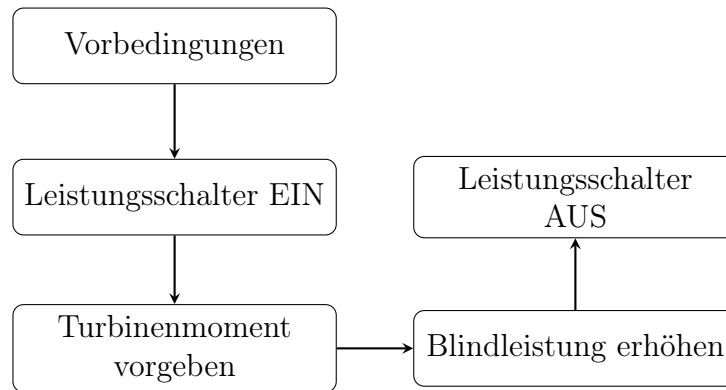 Vorbedingungen
Leistungsschalter EIN
Turbinenmoment
vorgeben
Blindleistung erhöhen
Leistungsschalter
AUS